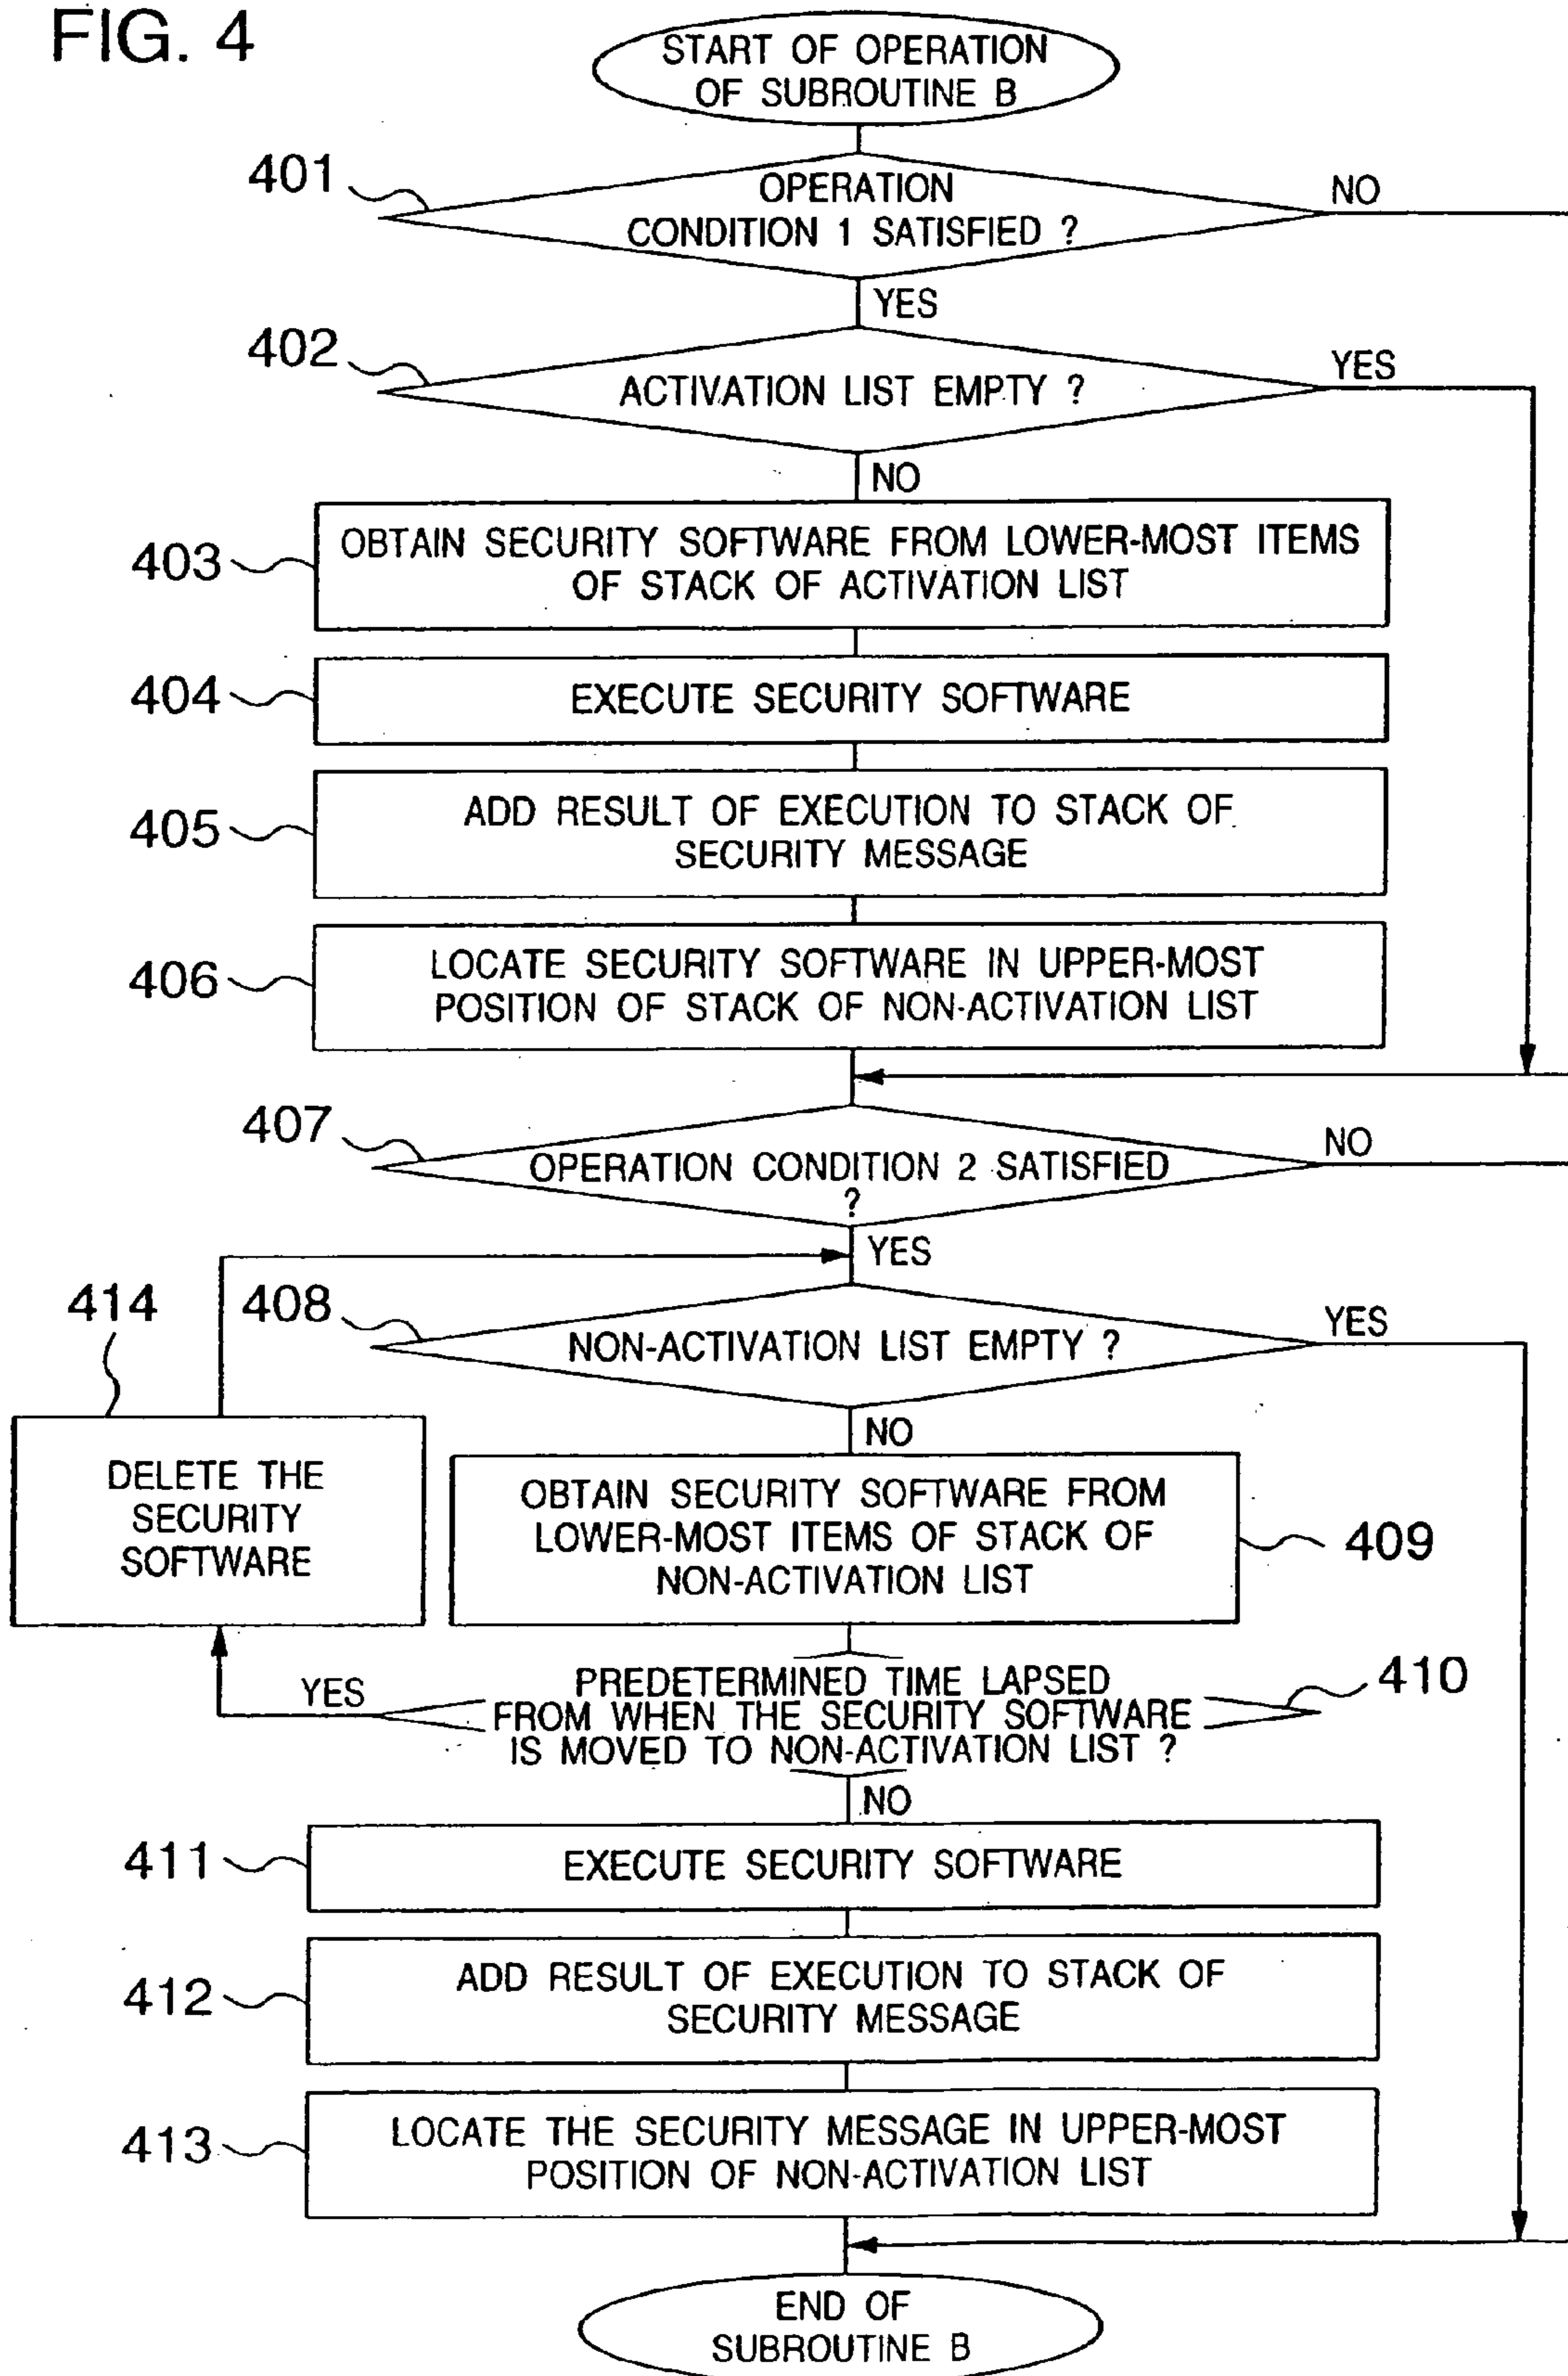 FIG. 4
START OF OPERATION
OF SUBROUTINE B
401
OPERATION
CONDITION 1 SATISFIED ?
NO
YES
402
ACTIVATION LIST EMPTY ?
YES
NO
403
OBTAIN SECURITY SOFTWARE FROM LOWER-MOST ITEMS
OF STACK OF ACTIVATION LIST
404
EXECUTE SECURITY SOFTWARE
405
ADD RESULT OF EXECUTION TO STACK OF
SECURITY MESSAGE
406
LOCATE SECURITY SOFTWARE IN UPPER-MOST
POSITION OF STACK OF NON-ACTIVATION LIST
407
OPERATION CONDITION 2 SATISFIED
?
NO
YES
414
408
NON-ACTIVATION LIST EMPTY ?
YES
NO
DELETE THE
SECURITY
SOFTWARE
OBTAIN SECURITY SOFTWARE FROM
LOWER-MOST ITEMS OF STACK OF
NON-ACTIVATION LIST
409
YES
PREDETERMINED TIME LAPSED
FROM WHEN THE SECURITY SOFTWARE
IS MOVED TO NON-ACTIVATION LIST ?
410
NO
411
EXECUTE SECURITY SOFTWARE
412
ADD RESULT OF EXECUTION TO STACK OF
SECURITY MESSAGE
413
LOCATE THE SECURITY MESSAGE IN UPPER-MOST
POSITION OF NON-ACTIVATION LIST
END OF
SUBROUTINE B